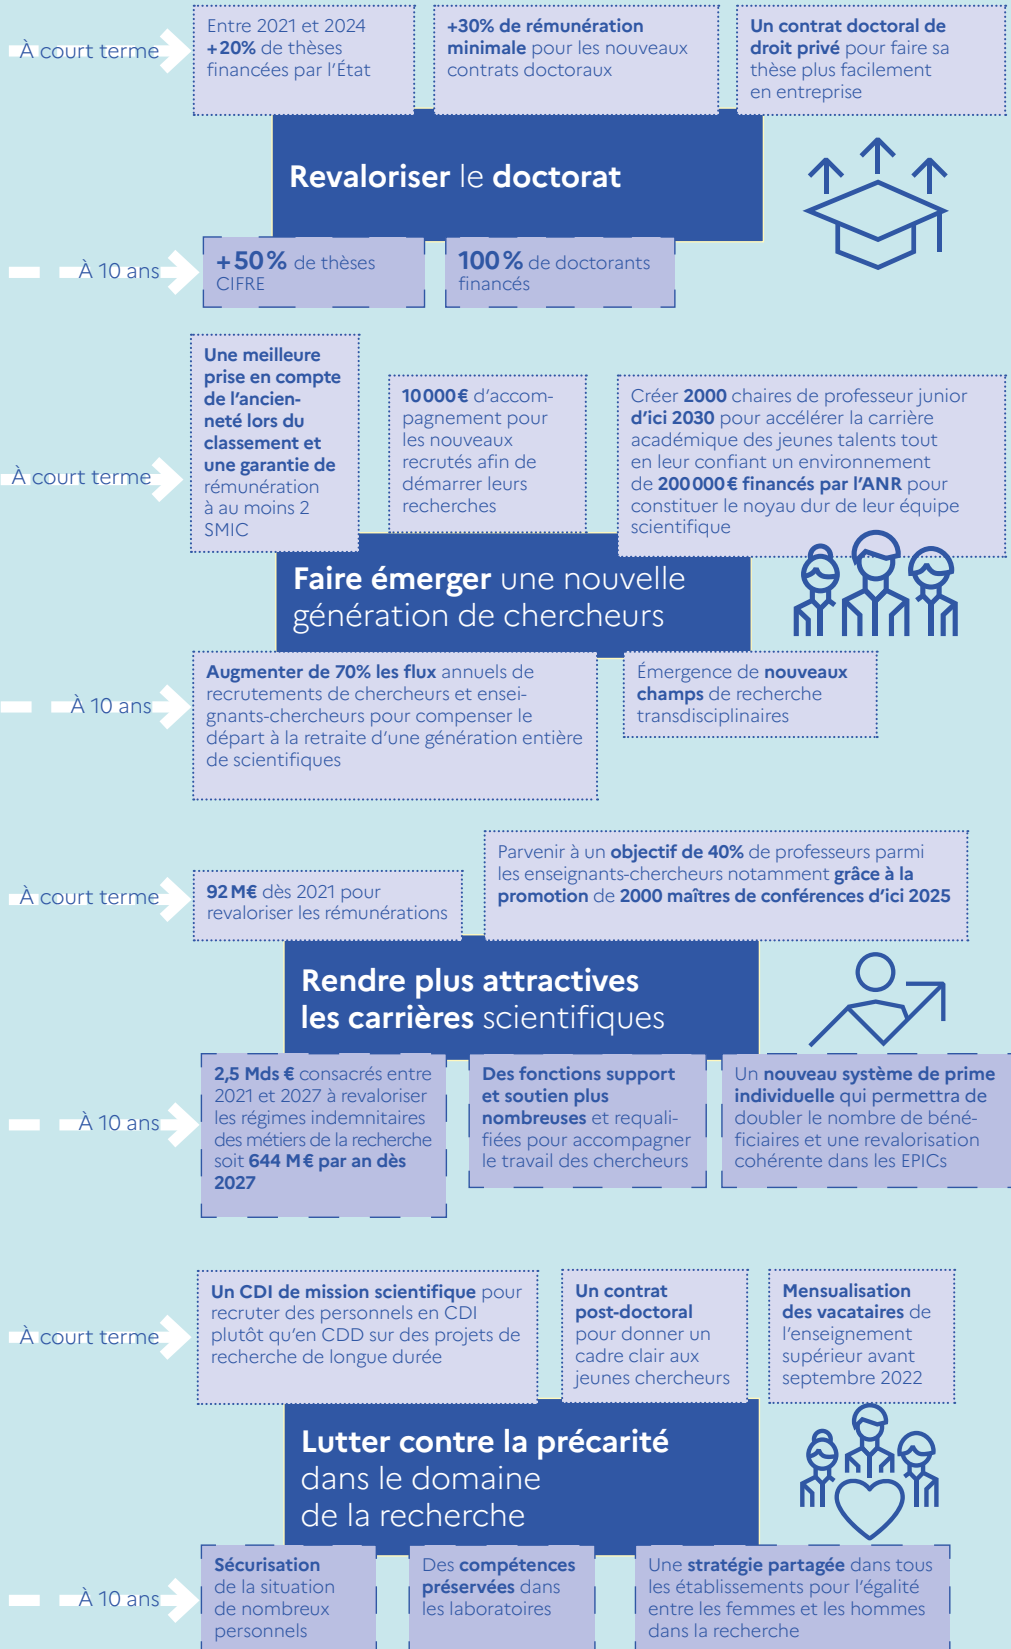 À court terme
Entre 2021 et 2024
+20% de thèses
financées par l'État
+30% de rémunération
minimale pour les nouveaux
contrats doctoraux
Un contrat doctoral de
droit privé pour faire sa
thèse plus facilement
en entreprise
Revaloriser le doctorat
À 10 ans
+50% de thèses
CIFRE
100% de doctorants
financés
À court terme
Une meilleure
prise en compte
de l'ancien-
neté lors du
classement et
une garantie de
rémunération
à au moins 2
SMIC
10000€ d'accom-
pagnement pour
les nouveaux
recrutés afin de
démarrer leurs
recherches
Créer 2000 chaires de professeur junior
d'ici 2030 pour accélérer la carrière
académique des jeunes talents tout
en leur confiant un environnement
de 200000€ financés par l'ANR pour
constituer le noyau dur de leur équipe
scientifique
Faire émerger une nouvelle
génération de chercheurs
À 10 ans
Augmenter de 70% les flux annuels de
recrutements de chercheurs et ensei-
gnants-chercheurs pour compenser le
départ à la retraite d'une génération entière
de scientifiques
Émergence de nouveaux
champs de recherche
transdisciplinaires
À court terme
92M€ dès 2021 pour
revaloriser les rémunérations
Parvenir à un objectif de 40% de professeurs parmi
les enseignants-chercheurs notamment grâce à la
promotion de 2000 maîtres de conférences d'ici 2025
Rendre plus attractives
les carrières scientifiques
À 10 ans
2,5 Mds € consacrés entre
2021 et 2027 à revaloriser
les régimes indemnitaires
des métiers de la recherche
soit 644 M€ par an dès
2027
Des fonctions support
et soutien plus
nombreuses et requali-
fiées pour accompagner
le travail des chercheurs
Un nouveau système de prime
individuelle qui permettra de
doubler le nombre de béné-
ficiaires et une revalorisation
cohérente dans les EPICs
À court terme
Un CDI de mission scientifique pour
recruter des personnels en CDI
plutôt qu'en CDD sur des projets de
recherche de longue durée
Un contrat
post-doctoral
pour donner un
cadre clair aux
jeunes chercheurs
Mensualisation
des vacataires de
l'enseignement
supérieur avant
septembre 2022
Lutter contre la précarité
dans le domaine
de la recherche
À 10 ans
Sécurisation
de la situation
de nombreux
personnels
Des compétences
préservées dans
les laboratoires
Une stratégie partagée dans tous
les établissements pour l'égalité
entre les femmes et les hommes
dans la recherche